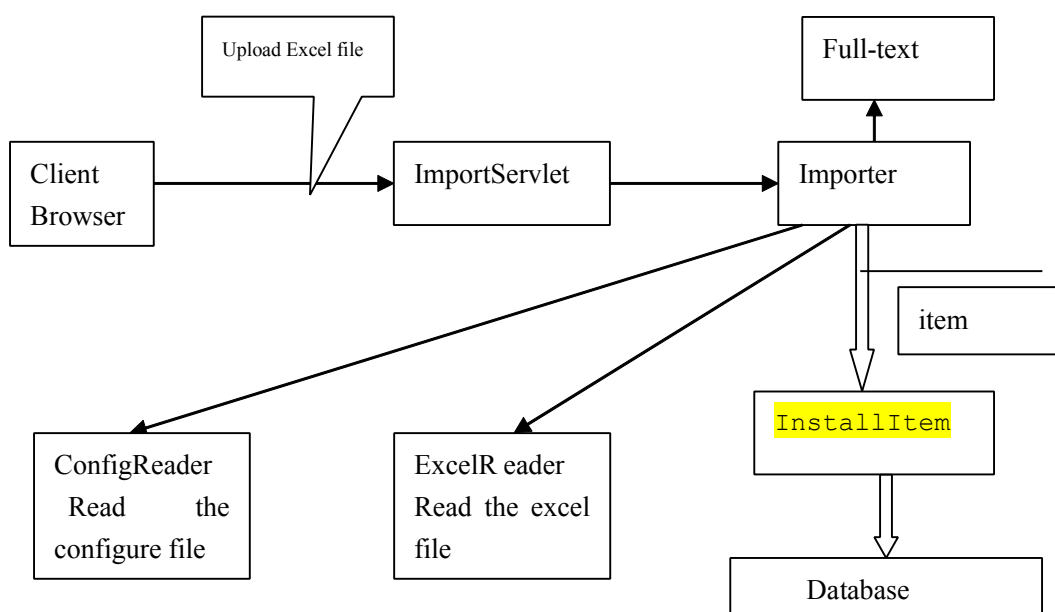 Upload Excel file
Full-text
Client
Browser
ImportServlet
Importer
item
InstallItem
ConfigReader
Read the
configure file
ExcelR eader
Read the excel
file
Database